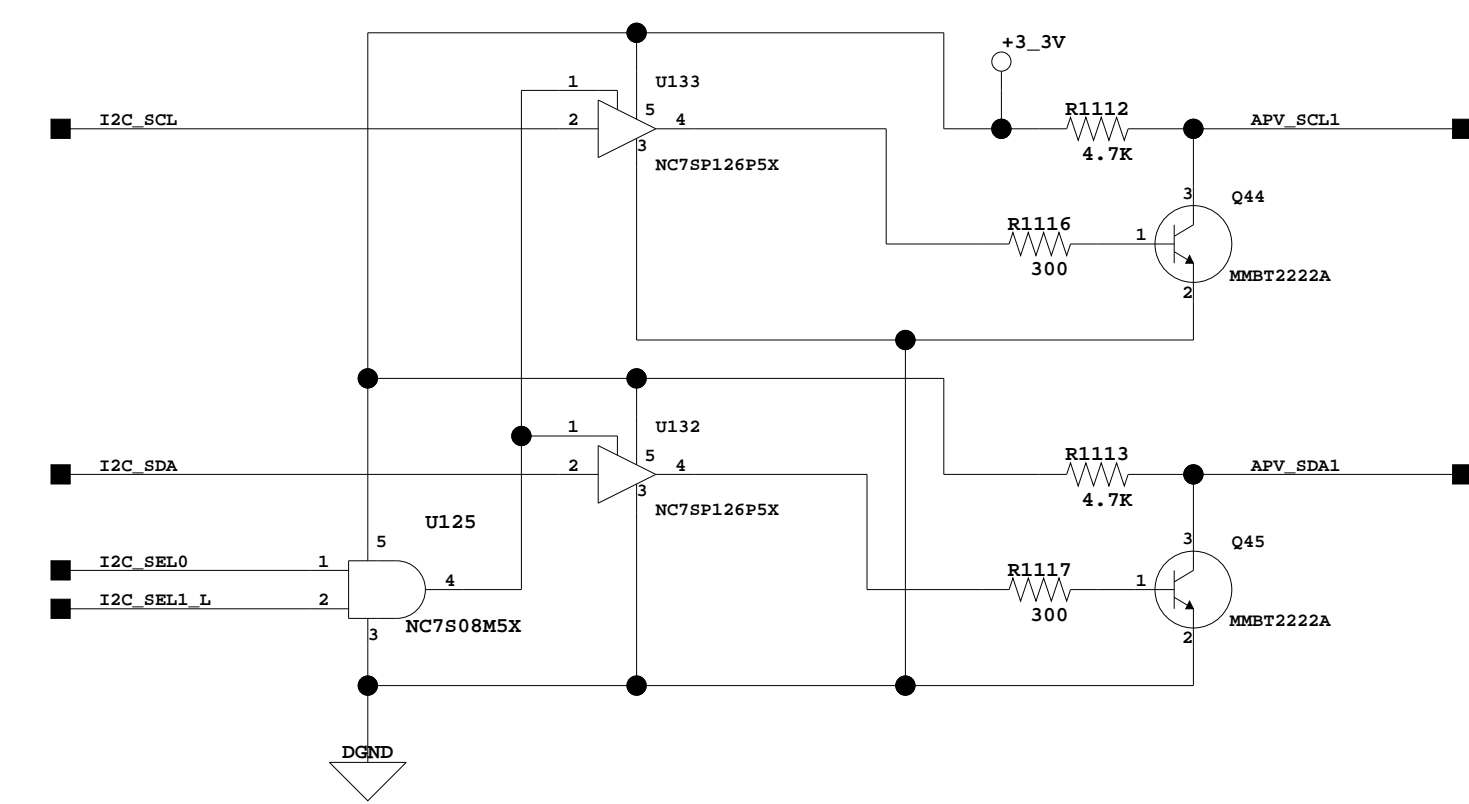 +3_3V
1
U133
I2C_SCL
2
5
4
3
NC7SP126P5X
R1112
4.7K
APV_SCL1
3
Q44
R1116
300
1
MMBT2222A
2
1
U132
I2C_SDA
2
5
4
3
NC7SP126P5X
R1113
4.7K
APV_SDA1
U125
5
I2C_SEL0
1
I2C_SEL1_L
2
4
3
NC7S08M5X
3
Q45
R1117
300
1
MMBT2222A
2
DGND